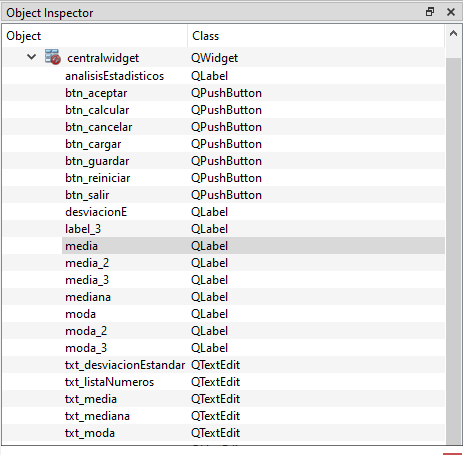 Object Inspector
Object Class
centralwidget QWidget
analisisEstadisticos QLabel
btn_aceptar QPushButton
btn_calcular QPushButton
btn_cancelar QPushButton
btn_cargar QPushButton
btn_guardar QPushButton
btn_reiniciar QPushButton
btn_salir QPushButton
desviacionE QLabel
label_3 QLabel
media QLabel
media_2 QLabel
media_3 QLabel
mediana QLabel
moda QLabel
moda_2 QLabel
moda_3 QLabel
txt_desviacionEstandar QTextEdit
txt_listaNumeros QTextEdit
txt_media QTextEdit
txt_mediana QTextEdit
txt_moda QTextEdit